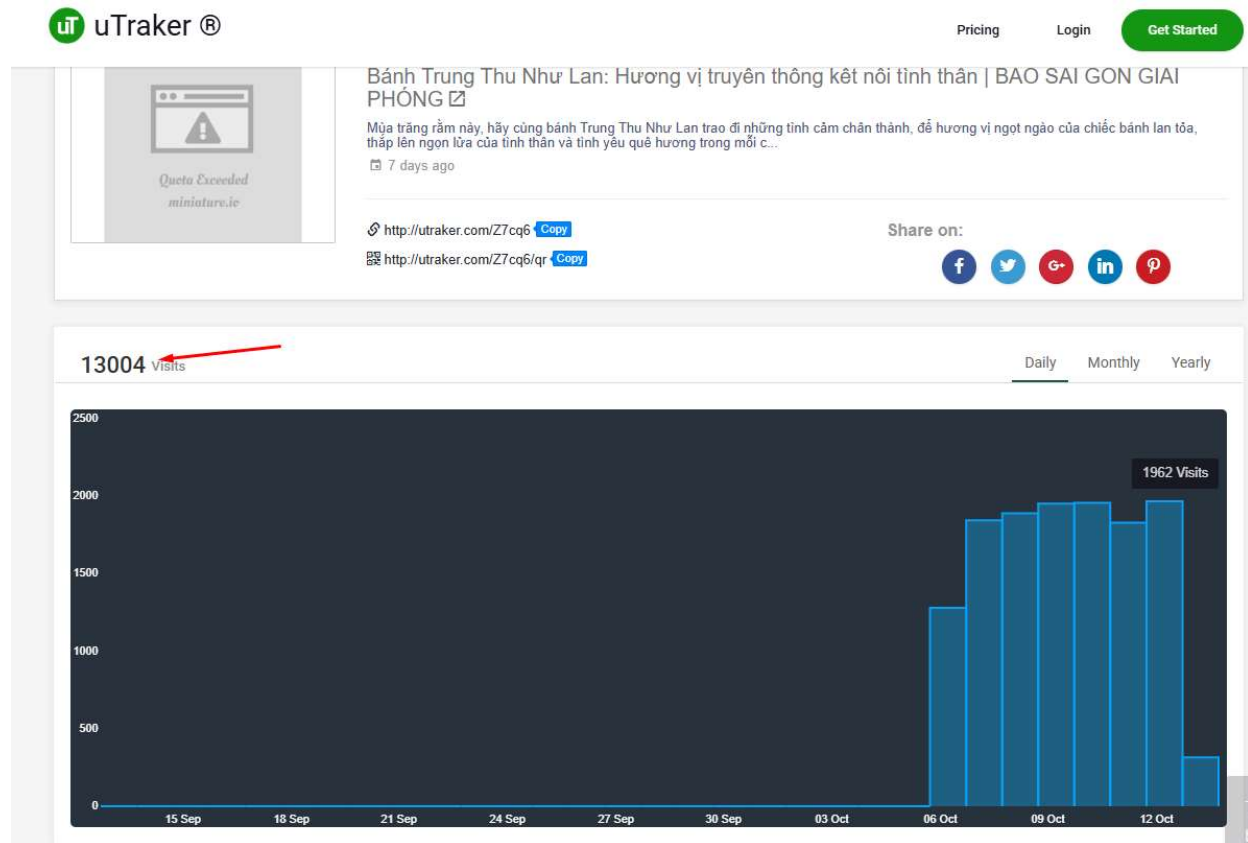 uT uTraker ®
Pricing
Login
Get Started
Bánh Trung Thu Như Lan: Hương vị truyền thống kết nối tình thân | BAO SAI GON GIAI
PHÓNG
Mùa trăng rằm này, hãy cùng bánh Trung Thu Như Lan trao đi những tình cảm chân thành, để hương vị ngọt ngào của chiếc bánh lan tỏa,
thắp lên ngọn lửa của tình thân và tình yêu quê hương trong mỗi c...
7 days ago
Quota Exceeded
miniature.io
http://utraker.com/Z7cq6 Copy
http://utraker.com/Z7cq6/qr Copy
Share on:
f
G+
in
13004 Visits
Daily
Monthly
Yearly
2500
2000
1500
1000
500
0
1962 Visits
15 Sep
18 Sep
21 Sep
24 Sep
27 Sep
30 Sep
03 Oct
06 Oct
09 Oct
12 Oct